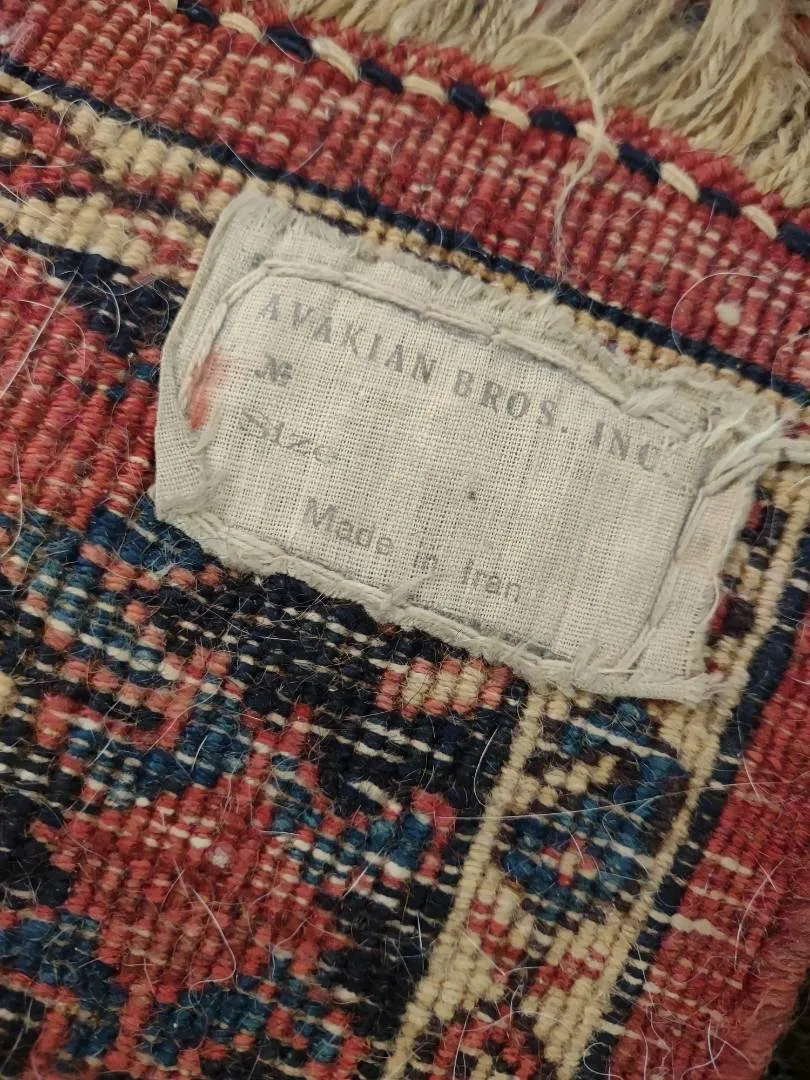 AVAKIAN BROS. INC.
№
Size
Made in Iran